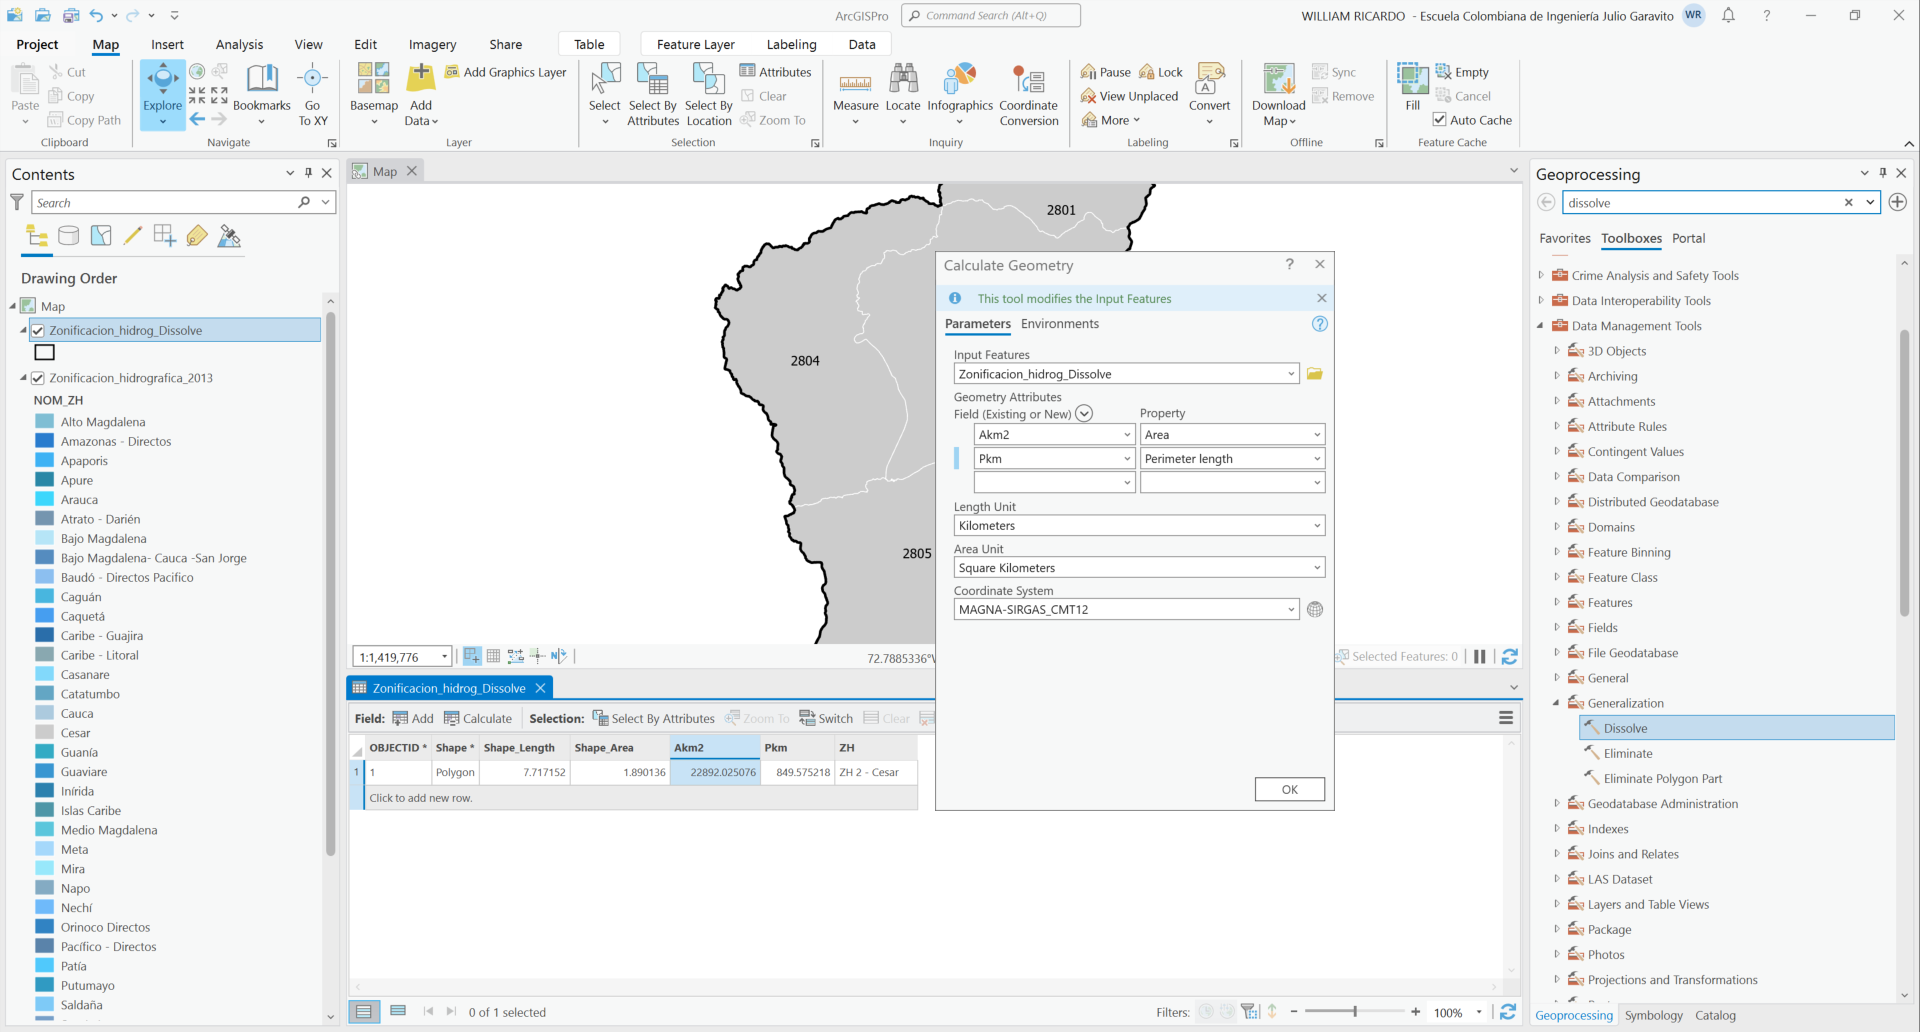 ArcGISPro
Command Search (Alt+Q)
WILLIAM RICARDO - Escuela Colombiana de Ingeniería Julio Garavito
WR
Project
Map
Insert
Analysis
View
Edit
Imagery
Share
Table
Feature Layer
Labeling
Data
Paste
Cut
Copy
Copy Path
Clipboard
Explore
Bookmarks
Go
To XY
Navigate
Basemap
Add
Data
Add Graphics Layer
Layer
Select
Select By
Attributes
Select By
Location
Attributes
Clear
Zoom To
Selection
Measure
Locate
Infographics
Coordinate
Conversion
Inquiry
Pause
Lock
View Unplaced
More
Convert
Labeling
Download
Map
Sync
Remove
Offline
Fill
Empty
Cancel
Auto Cache
Feature Cache
Contents
Search
Drawing Order
Map
Zonificacion_hidrog_Dissolve
Zonificacion_hidrografica_2013
NOM_ZH
Alto Magdalena
Amazonas - Directos
Apaporis
Apure
Arauca
Atrato - Darién
Bajo Magdalena
Bajo Magdalena- Cauca -San Jorge
Baudó - Directos Pacifico
Caguán
Caquetá
Caribe - Guajira
Caribe - Litoral
Casanare
Catatumbo
Cauca
Cesar
Guanía
Guaviare
Inírida
Islas Caribe
Medio Magdalena
Meta
Mira
Napo
Nechí
Orinoco Directos
Pacífico - Directos
Patía
Putumayo
Saldaña
Map
2801
2804
2805
1:1,419,776
72.7885336°
Selected Features: 0
Calculate Geometry
?
This tool modifies the Input Features
Parameters
Environments
Input Features
Zonificacion_hidrog_Dissolve
Geometry Attributes
Field (Existing or New)
Property
Akm2
Area
Pkm
Perimeter length
Length Unit
Kilometers
Area Unit
Square Kilometers
Coordinate System
MAGNA-SIRGAS_CMT12
OK
Zonificacion_hidrog_Dissolve
Field:
Add
Calculate
Selection:
Select By Attributes
Zoom To
Switch
Clear
OBJECTID *
Shape *
Shape_Length
Shape_Area
Akm2
Pkm
ZH
1
1
Polygon
7.717152
1.890136
22892.025076
849.575218
ZH 2 - Cesar
Click to add new row.
0 of 1 selected
Filters:
100%
Geoprocessing
dissolve
Favorites
Toolboxes
Portal
Crime Analysis and Safety Tools
Data Interoperability Tools
Data Management Tools
3D Objects
Archiving
Attachments
Attribute Rules
Contingent Values
Data Comparison
Distributed Geodatabase
Domains
Feature Binning
Feature Class
Features
Fields
File Geodatabase
General
Generalization
Dissolve
Eliminate
Eliminate Polygon Part
Geodatabase Administration
Indexes
Joins and Relates
LAS Dataset
Layers and Table Views
Package
Photos
Projections and Transformations
Geoprocessing
Symbology
Catalog